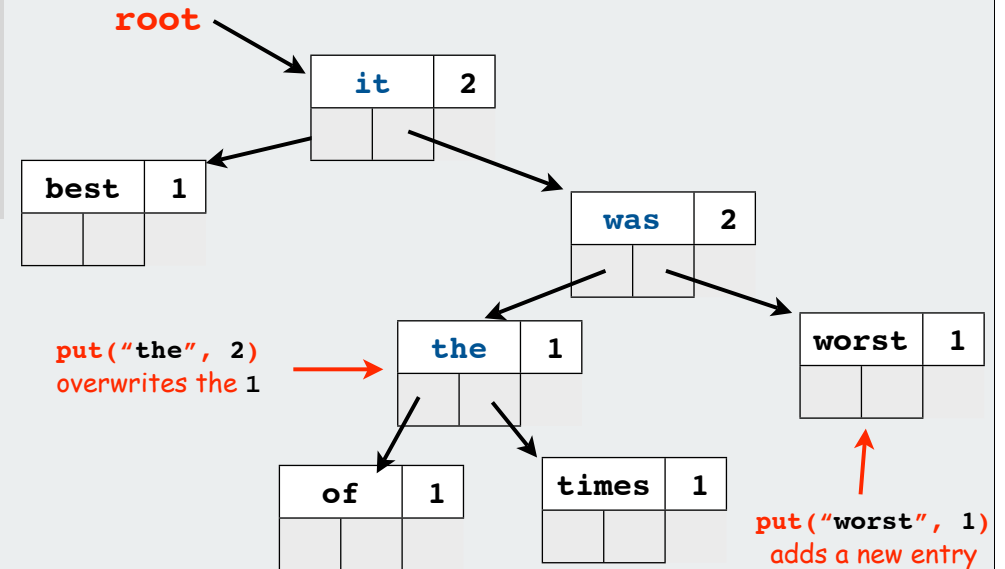 root
it 2
best 1
was 2
put(“the”, 2)
overwrites the 1
the 1
worst 1
of 1
times 1
put(“worst”, 1)
adds a new entry